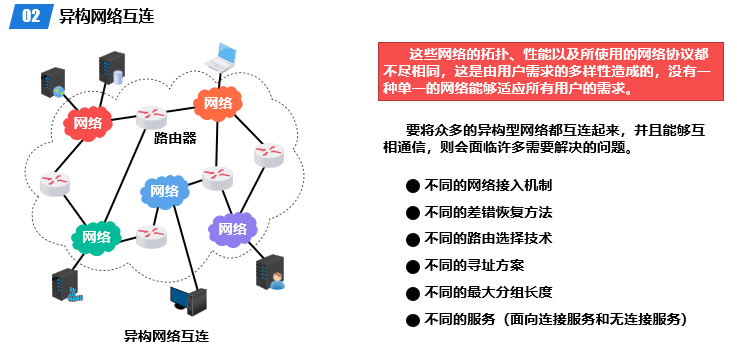 02 异构网络互连
这些网络的拓扑、性能以及所使用的网络协议都
不尽相同，这是由用户需求的多样性造成的，没有一
种单一的网络能够适应所有用户的需求。
网络
网络
路由器
网络
网络
网络
异构网络互连
要将众多的异构型网络都互连起来，并且能够互
相通信，则会面临许多需要解决的问题。
● 不同的网络接入机制
● 不同的差错恢复方法
● 不同的路由选择技术
● 不同的寻址方案
● 不同的最大分组长度
● 不同的服务（面向连接服务和无连接服务）